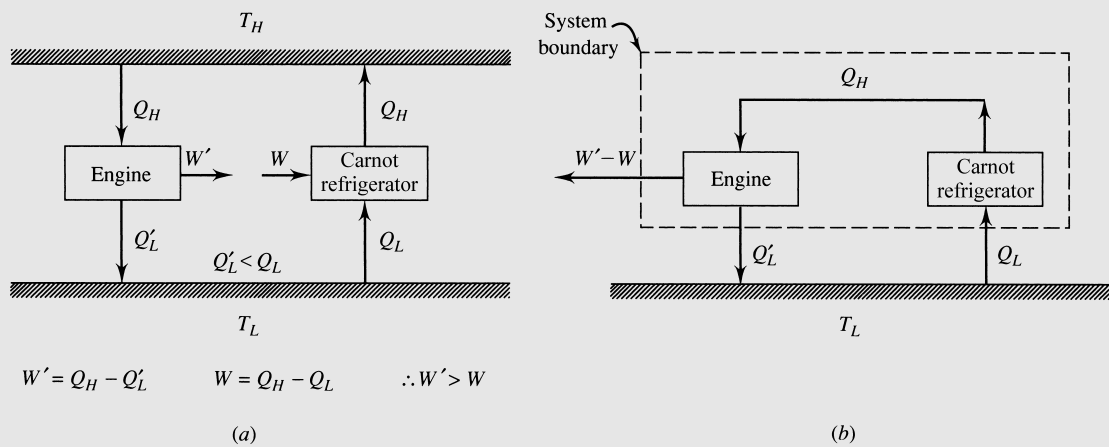 T_H
Q_H
Q_H
Engine
W′
W
Carnot
refrigerator
Q′_L
Q_L
Q′_L < Q_L
T_L
W′ = Q_H − Q′_L
W = Q_H − Q_L
∴ W′ > W
(a)
System
boundary
Q_H
W′ − W
Engine
Carnot
refrigerator
Q′_L
Q_L
T_L
(b)